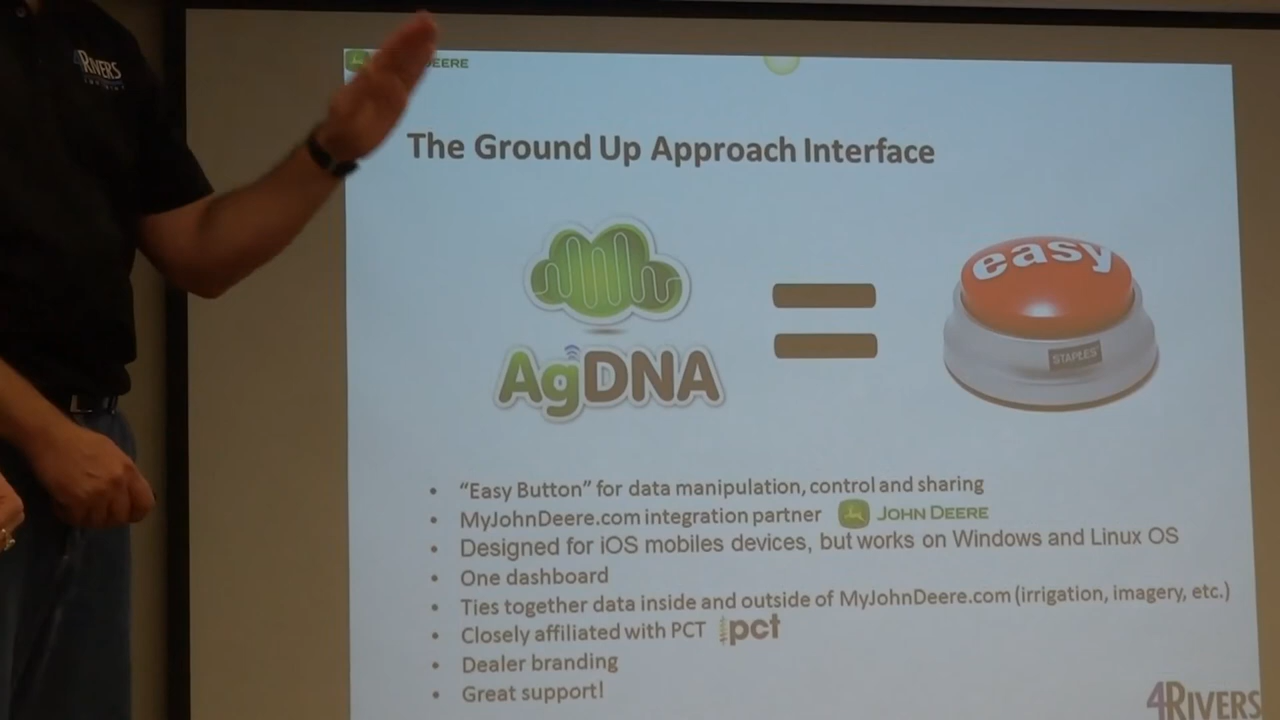 4RIVERS
DEERE
The Ground Up Approach Interface
easy
STAPLES
AgDNA
• "Easy Button" for data manipulation, control and sharing
• MyJohnDeere.com integration partner JOHN DEERE
• Designed for iOS mobiles devices, but works on Windows and Linux OS
• One dashboard
• Ties together data inside and outside of MyJohnDeere.com (irrigation, imagery, etc.)
• Closely affiliated with PCT pct
• Dealer branding
• Great support!
4RIVERS